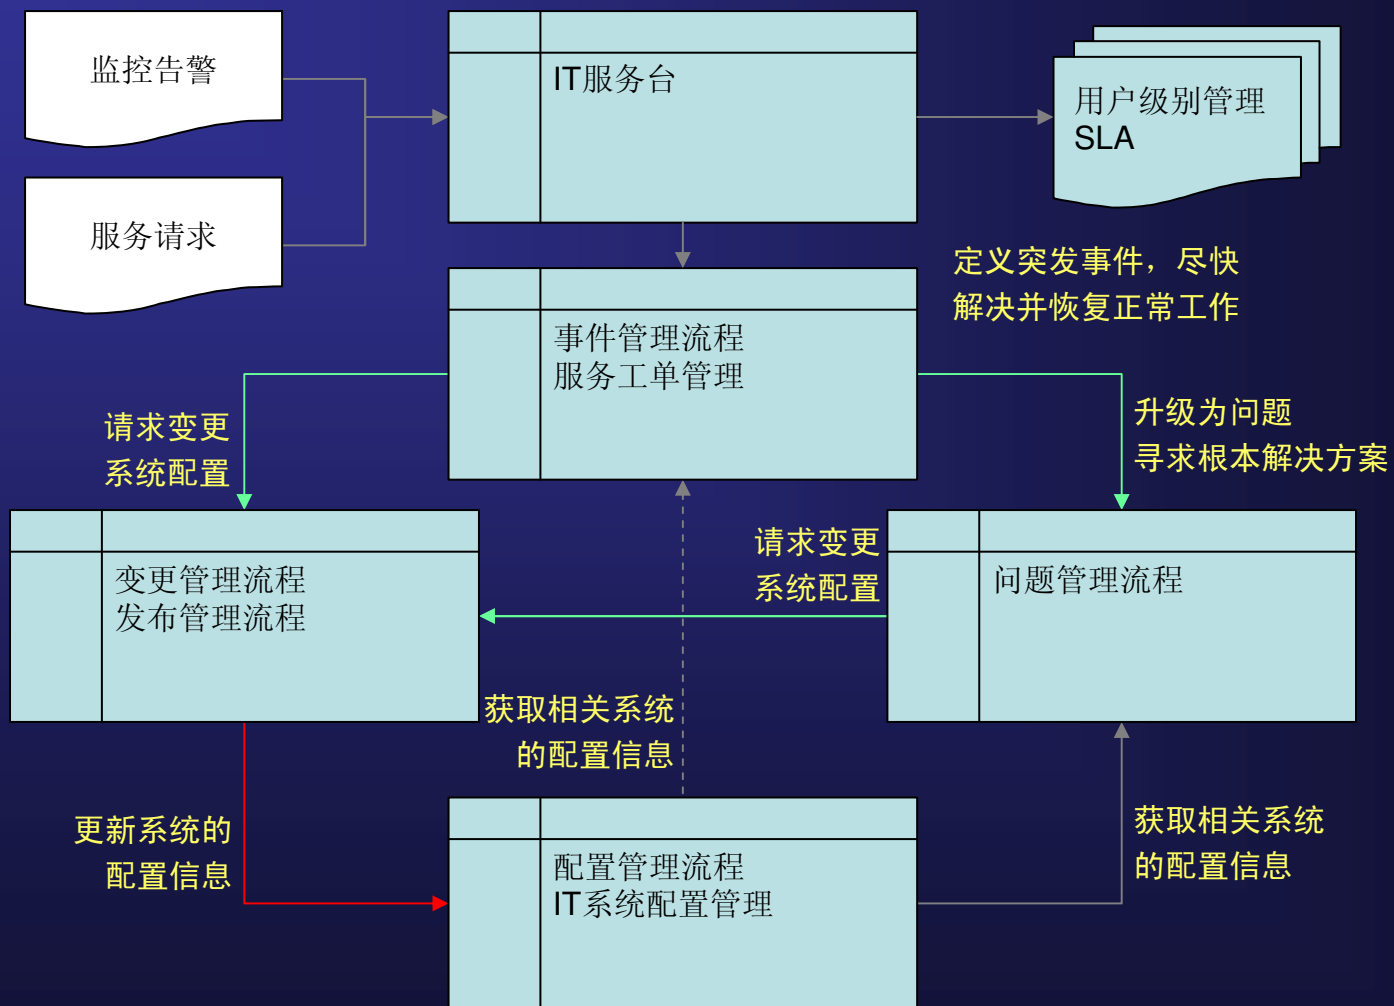 监控告警
IT服务台
用户级别管理
SLA
服务请求
定义突发事件，尽快
解决并恢复正常工作
事件管理流程
服务工单管理
请求变更
系统配置
升级为问题
寻求根本解决方案
变更管理流程
发布管理流程
请求变更
系统配置
问题管理流程
获取相关系统
的配置信息
更新系统的
配置信息
配置管理流程
IT系统配置管理
获取相关系统
的配置信息